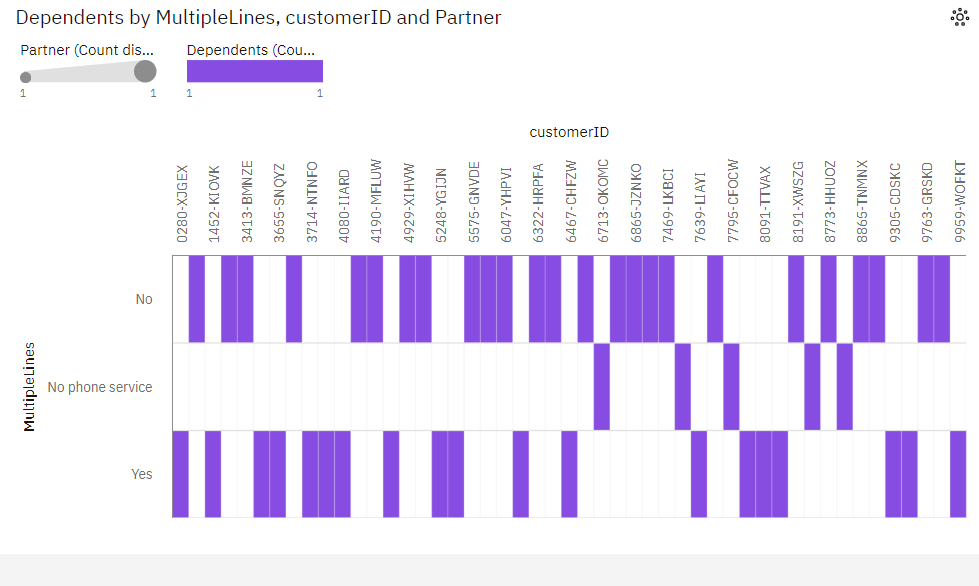 Dependents by MultipleLines, customerID and Partner
Partner (Count dis...
Dependents (Cou...
1
1
1
1
customerID
0280-XJGEX
1452-KIOVK
3413-BMNZE
3655-SNQYZ
3714-NTNFO
4080-IIARD
4190-MFLUW
4929-XIHVW
5248-YGIJN
5575-GNVDE
6047-YHPVI
6322-HRPFA
6467-CHFZW
6713-OKOMC
6865-JZNKO
7469-LKBCI
7639-LIAYI
7795-CFOCW
8091-TTVAX
8191-XWSZG
8773-HHUOZ
8865-TNMNX
9305-CDSKC
9763-GRSKD
9959-WOFKT
MultipleLines
No
No phone service
Yes